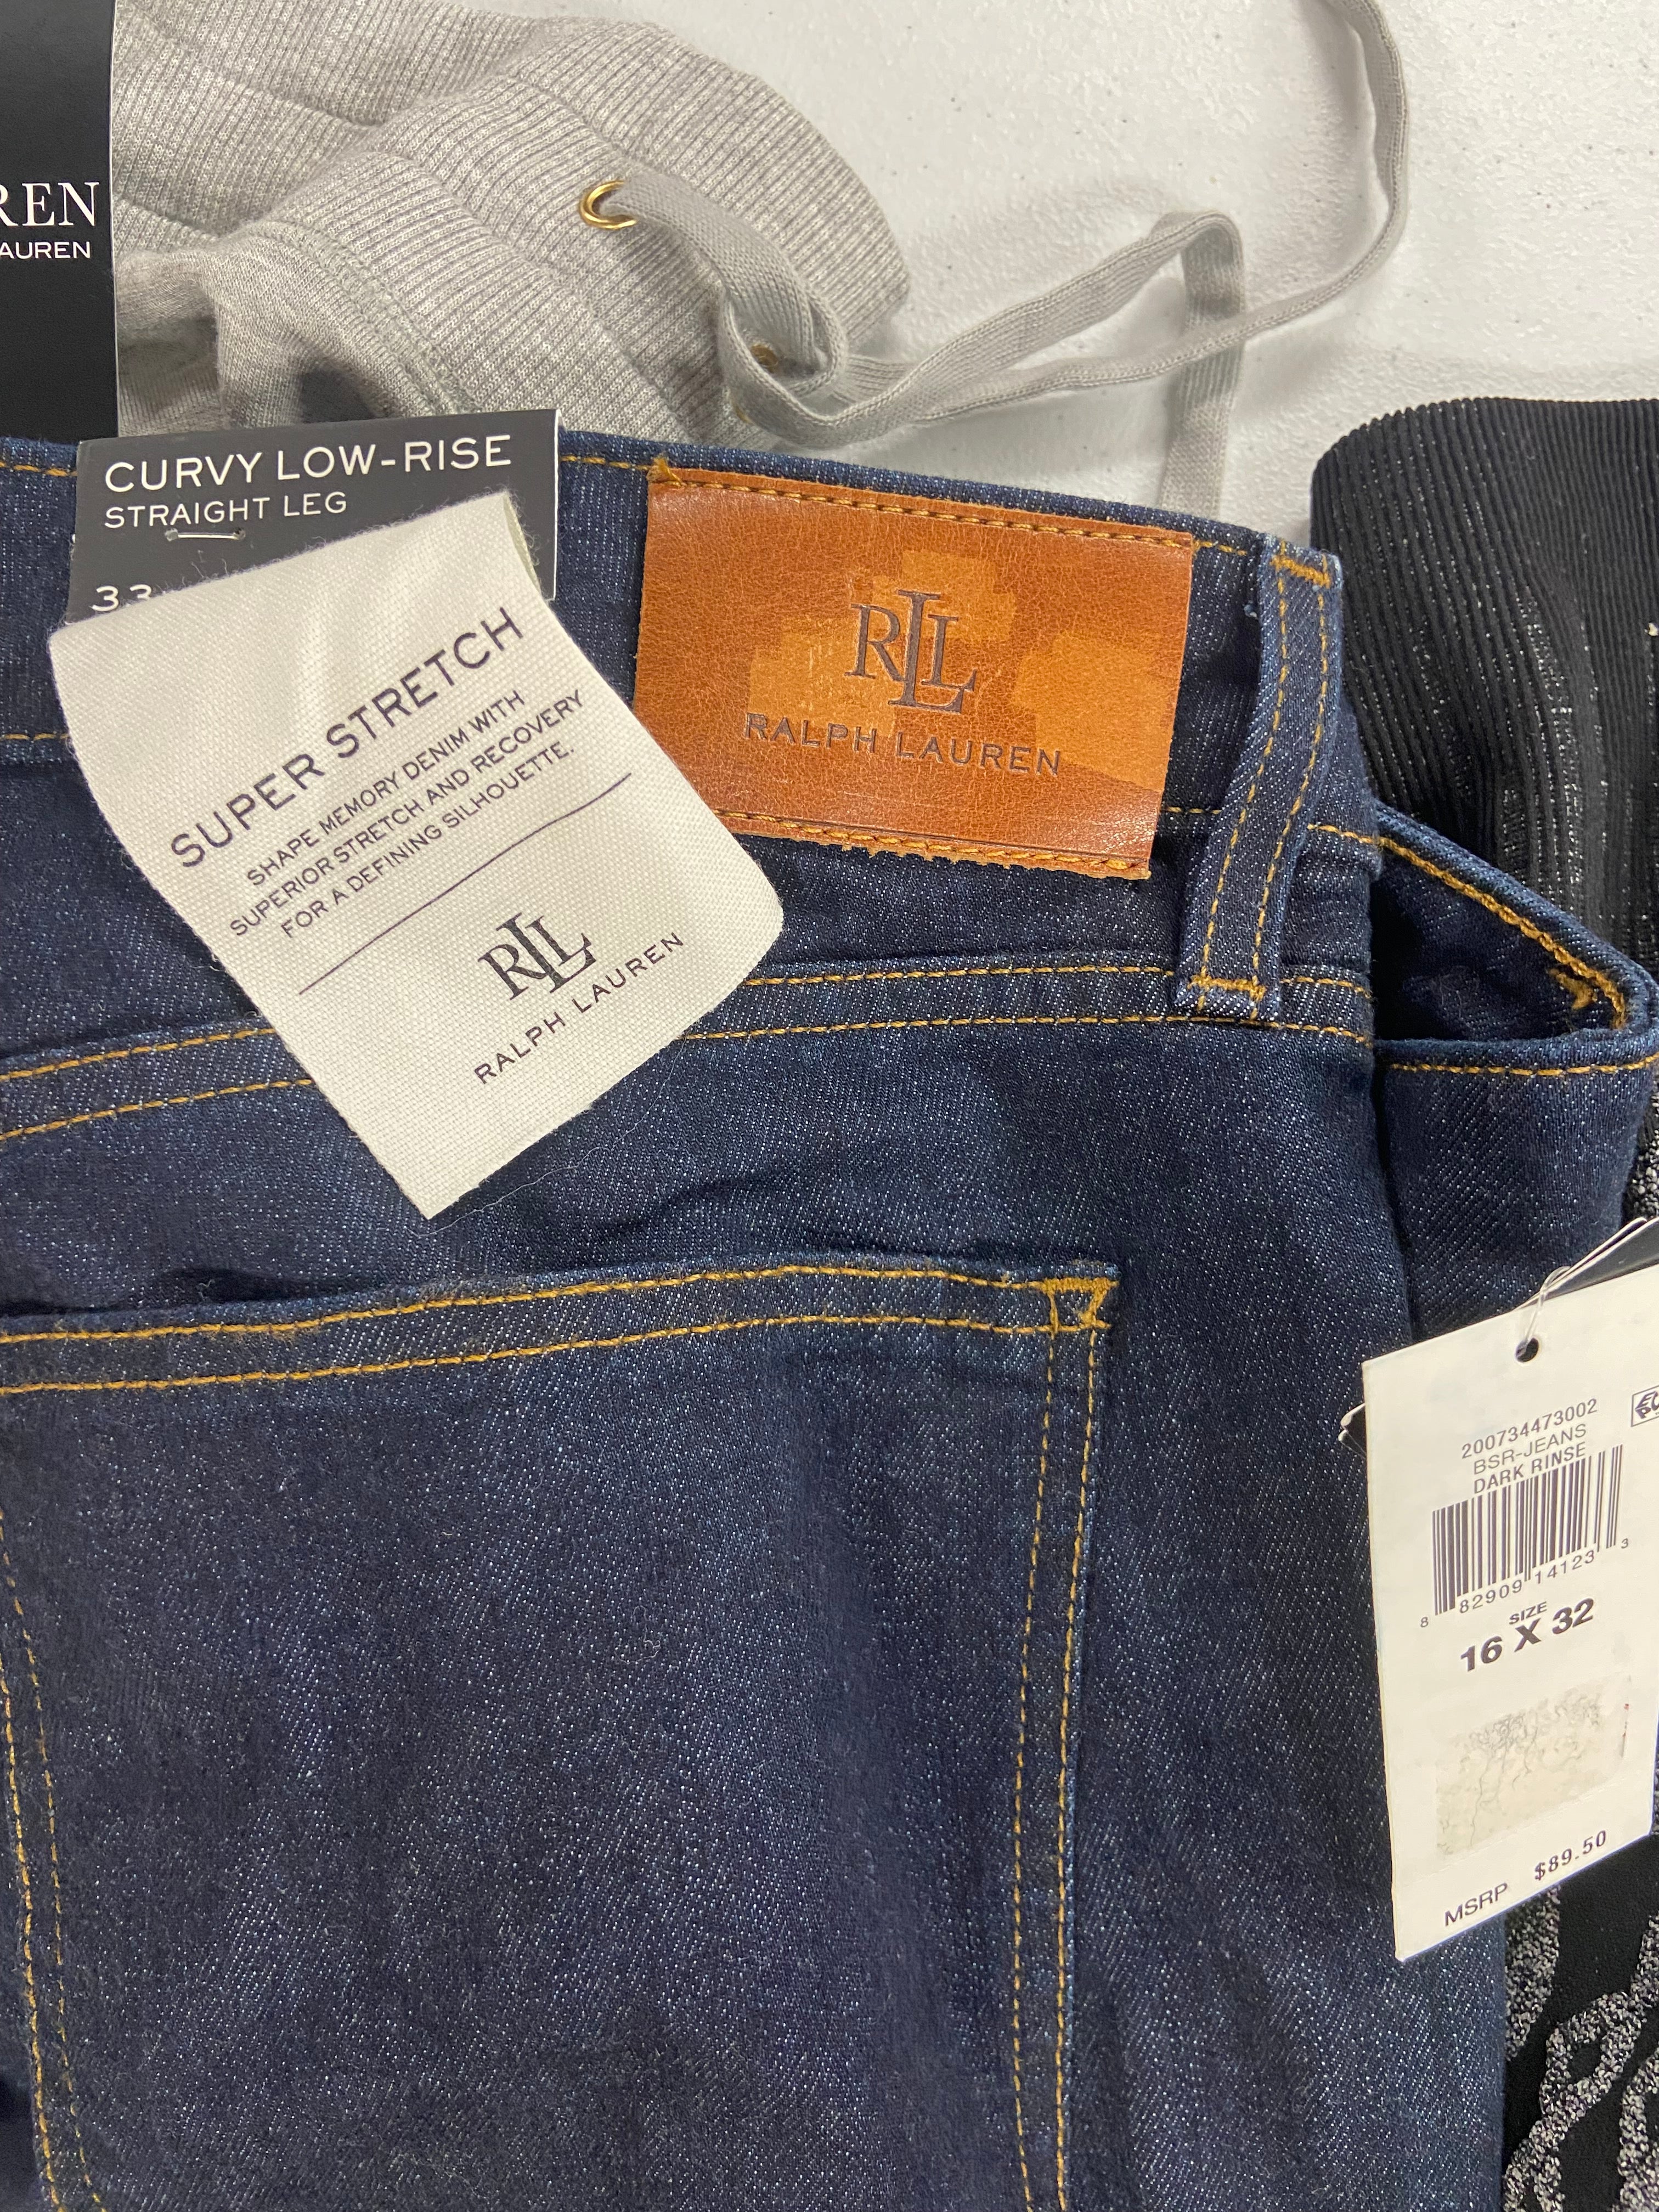 REN
AUREN
CURVY LOW-RISE
STRAIGHT LEG
33
SUPER STRETCH
SHAPE MEMORY DENIM WITH
SUPERIOR STRETCH AND RECOVERY
FOR A DEFINING SILHOUETTE.
RLL
RALPH LAUREN
RLL
RALPH LAUREN
200734473002
BSR-JEANS
DARK RINSE
8 82909 14123 3
SIZE
16 X 32
MSRP $89.50